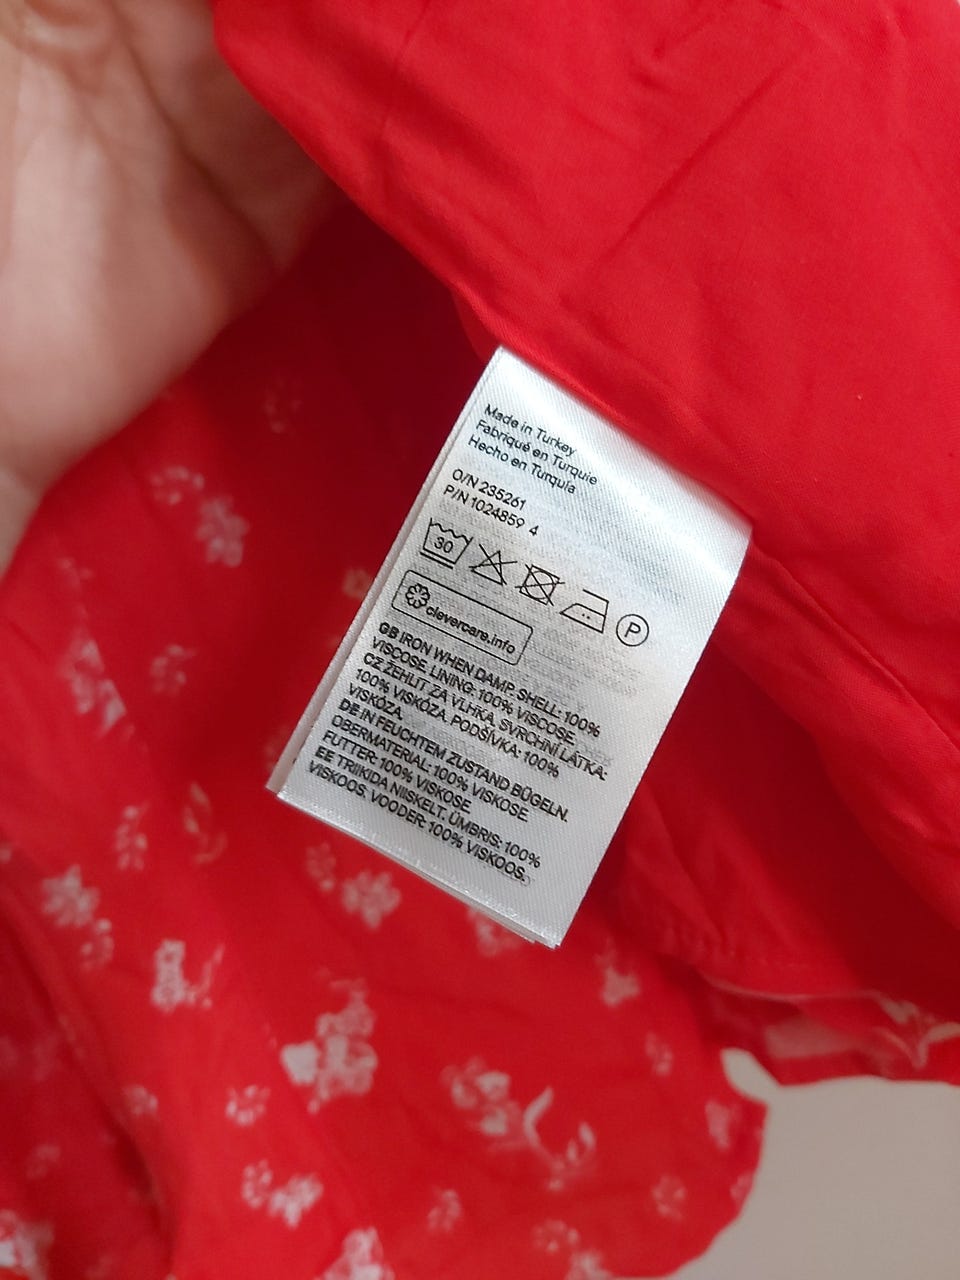 Made in Turkey
Fabriqué en Turquie
Hecho en Turquía
O/N 235261
P/N 1024859 4
30
P
clevercare.info
GB IRON WHEN DAMP. SHELL: 100%
VISCOSE, LINING: 100% VISCOSE.
CZ ŽEHLIT ZA VLHKA, SVRCHNÍ LÁTKA:
100% VISKÓZA, PODŠÍVKA: 100%
VISKÓZA.
DE IN FEUCHTEM ZUSTAND BÜGELN.
OBERMATERIAL: 100% VISKOSE,
FUTTER: 100% VISKOSE
EE TRIIKIDA NIISKELT, ÜMBRIS: 100%
VISKOOS, VOODER: 100% VISKOOS.